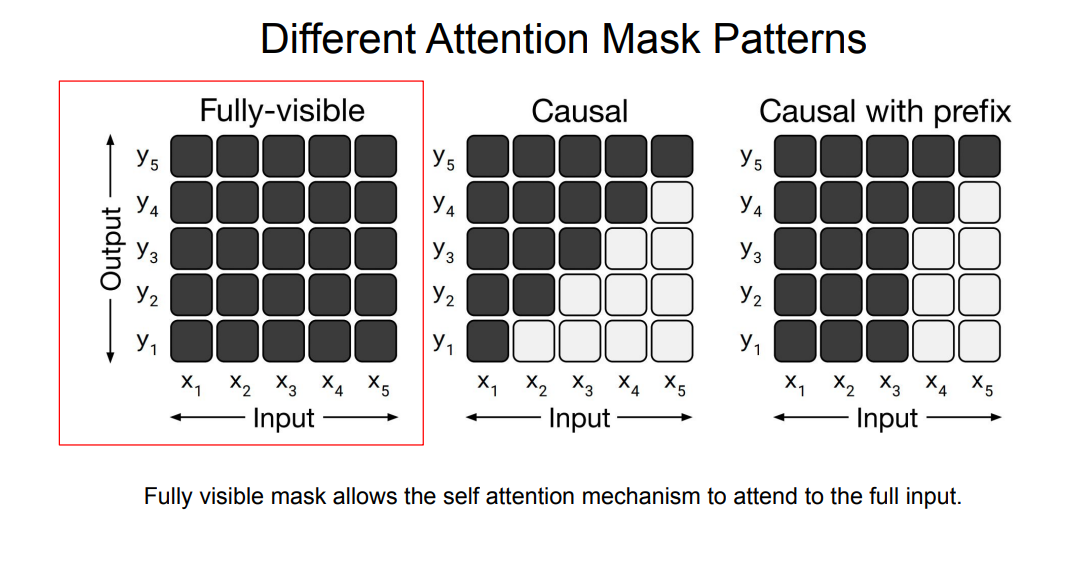 Different Attention Mask Patterns
Fully-visible
Causal
Causal with prefix
Output
y5
y4
y3
y2
y1
x1 x2 x3 x4 x5
Input
y5
y4
y3
y2
y1
x1 x2 x3 x4 x5
Input
y5
y4
y3
y2
y1
x1 x2 x3 x4 x5
Input
Fully visible mask allows the self attention mechanism to attend to the full input.